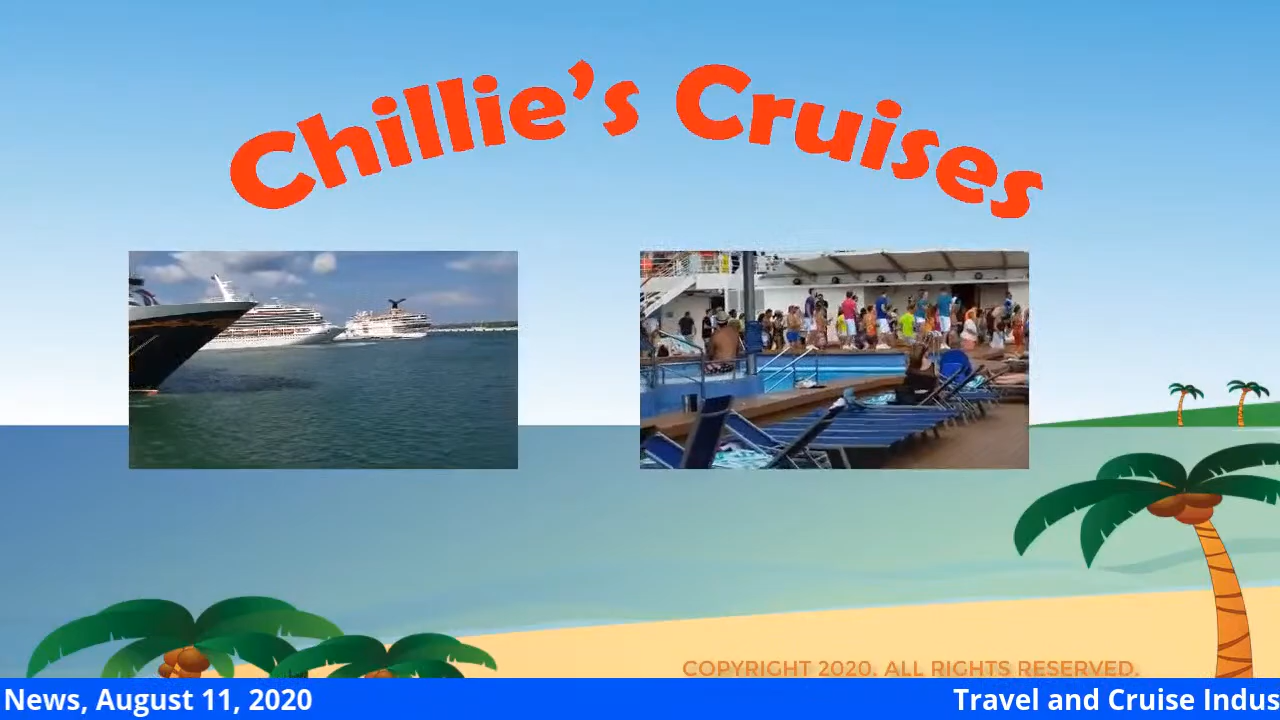 Chillie's Cruises
COPYRIGHT 2020. ALL RIGHTS RESERVED.
News, August 11, 2020
Travel and Cruise Indus